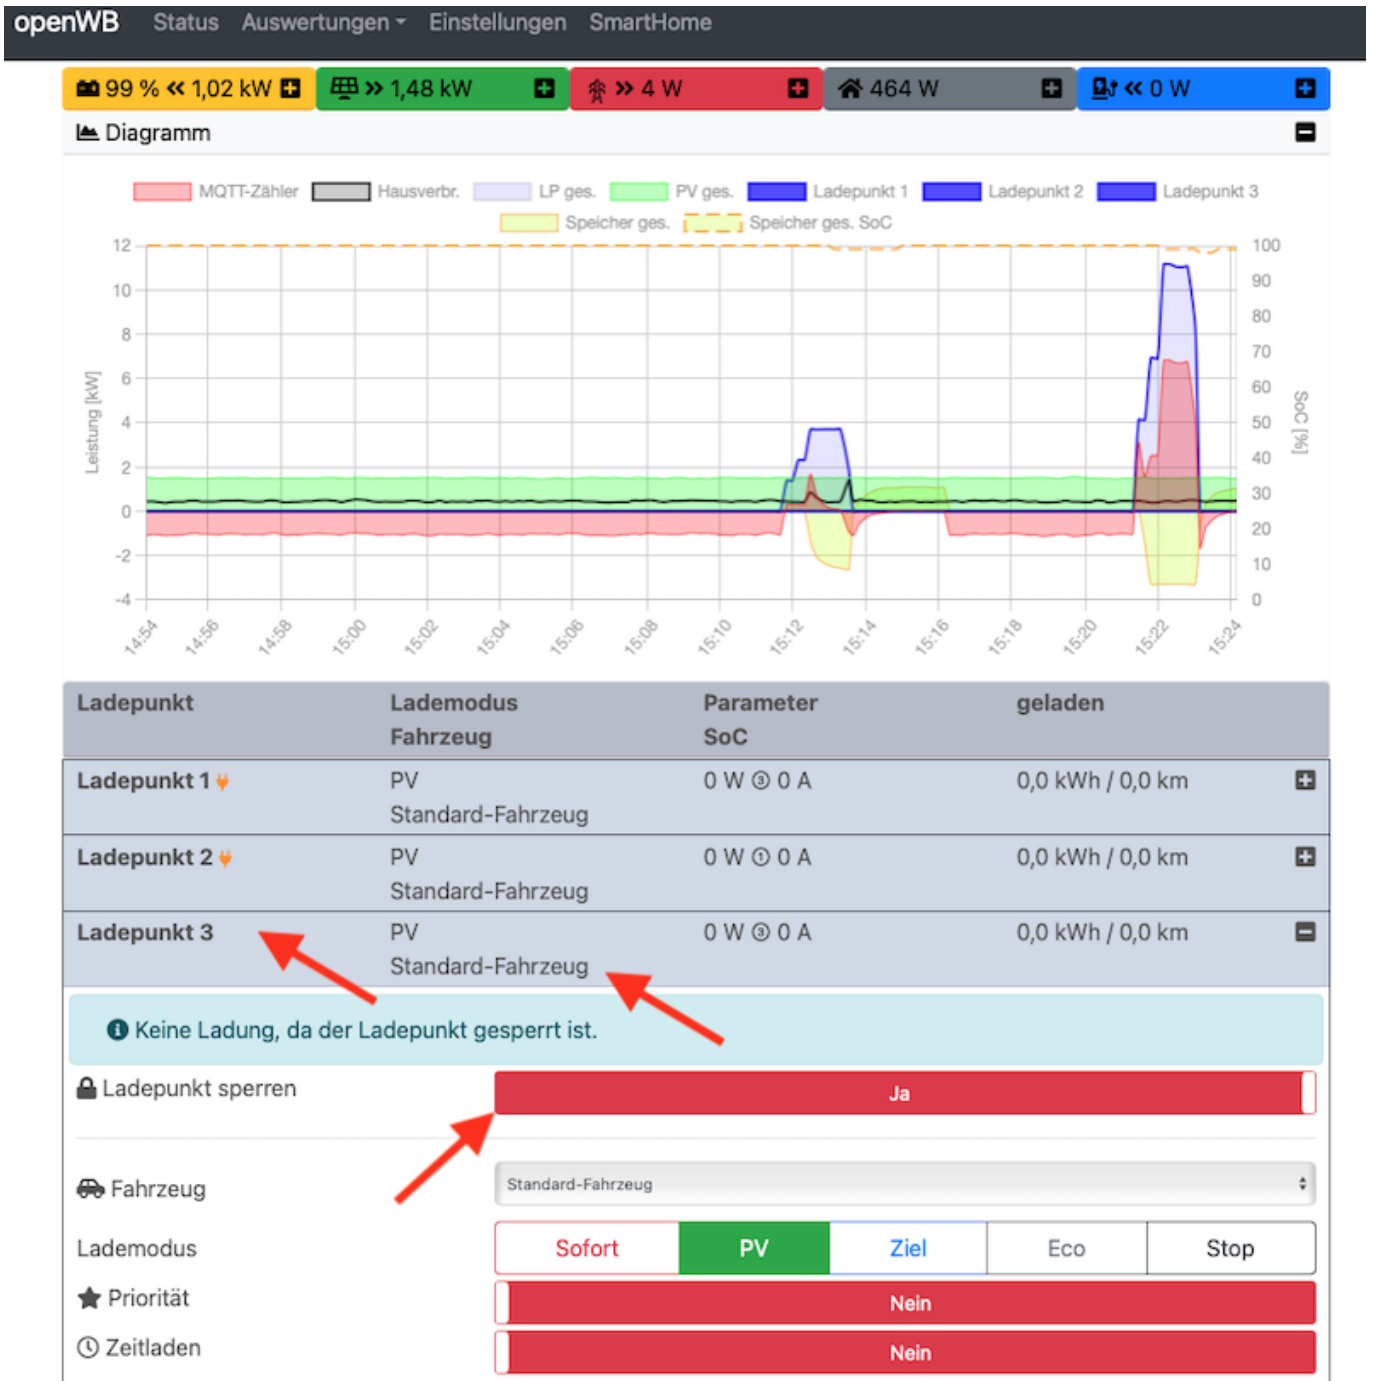 openWB Status Auswertungen Einstellungen SmartHome
99 % 1,02 kW 1,48 kW 4 W 464 W 0 W
Diagramm
MQTT-Zähler Hausverbr. LP ges. PV ges. Ladepunkt 1 Ladepunkt 2 Ladepunkt 3
Speicher ges. Speicher ges. SoC
12 100
10 90
8 80
70
6 60
4 50
40
2 30
0 20
-2 10
-4 0
Leistung [kW]
SoC [%]
14:54 14:56 14:58 15:00 15:02 15:04 15:06 15:08 15:10 15:12 15:14 15:16 15:18 15:20 15:22 15:24
Ladepunkt Lademodus Parameter geladen
Fahrzeug SoC
Ladepunkt 1 PV 0 W ③ 0 A 0,0 kWh / 0,0 km
Standard-Fahrzeug
Ladepunkt 2 PV 0 W ① 0 A 0,0 kWh / 0,0 km
Standard-Fahrzeug
Ladepunkt 3 PV 0 W ③ 0 A 0,0 kWh / 0,0 km
Standard-Fahrzeug
Keine Ladung, da der Ladepunkt gesperrt ist.
Ladepunkt sperren Ja
Fahrzeug Standard-Fahrzeug
Lademodus Sofort PV Ziel Eco Stop
Priorität Nein
Zeitladen Nein